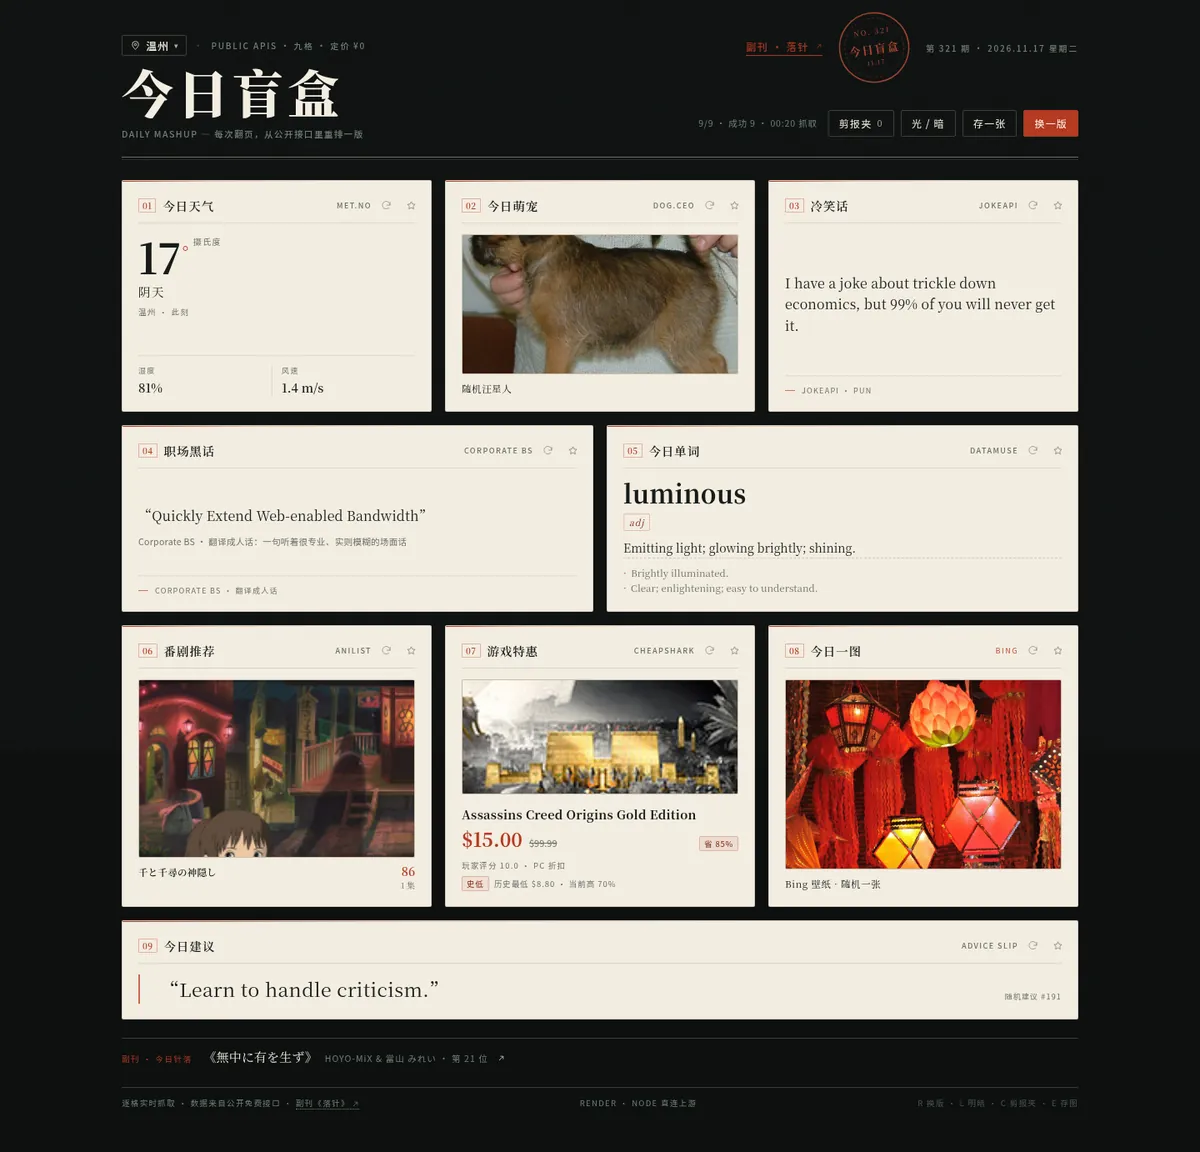 温州 ▾ · PUBLIC APIS · 九格 · 定价 ¥0
今日盲盒
DAILY MASHUP — 每次翻页，从公开接口里重排一版
副刊 · 落针 ↗
NO. 321
今日盲盒
11.17
第 321 期 · 2026.11.17 星期二
9/9 · 成功 9 · 00:20 抓取
剪报夹 0
光 / 暗
存一张
换一版
01 今日天气 MET.NO
17° 摄氏度
阴天
温州 · 此刻
湿度
81%
风速
1.4 m/s
02 今日萌宠 DOG.CEO
随机汪星人
03 冷笑话 JOKEAPI
I have a joke about trickle down
economics, but 99% of you will never get
it.
— JOKEAPI · PUN
04 职场黑话 CORPORATE BS
“Quickly Extend Web-enabled Bandwidth”
Corporate BS · 翻译成人话：一句听着很专业、实则模糊的场面话
— CORPORATE BS · 翻译成人话
05 今日单词 DATAMUSE
luminous
adj
Emitting light; glowing brightly; shining.
· Brightly illuminated.
· Clear; enlightening; easy to understand.
06 番剧推荐 ANILIST
千と千尋の神隠し
86
1 集
07 游戏特惠 CHEAPSHARK
Assassins Creed Origins Gold Edition
$15.00 $99.99
省 85%
玩家评分 10.0 · PC 折扣
史低 历史最低 $8.80 · 当前高 70%
08 今日一图 BING
Bing 壁纸 · 随机一张
09 今日建议 ADVICE SLIP
“Learn to handle criticism.”
随机建议 #191
副刊 · 今日针落 《無中に有を生ず》 HOYO-MiX & 當山 みれい · 第 21 位 ↗
逐格实时抓取 · 数据来自公开免费接口 · 副刊《落针》 ↗
RENDER · NODE 直连上游
R 换版 · L 明暗 · C 剪报夹 · E 存图